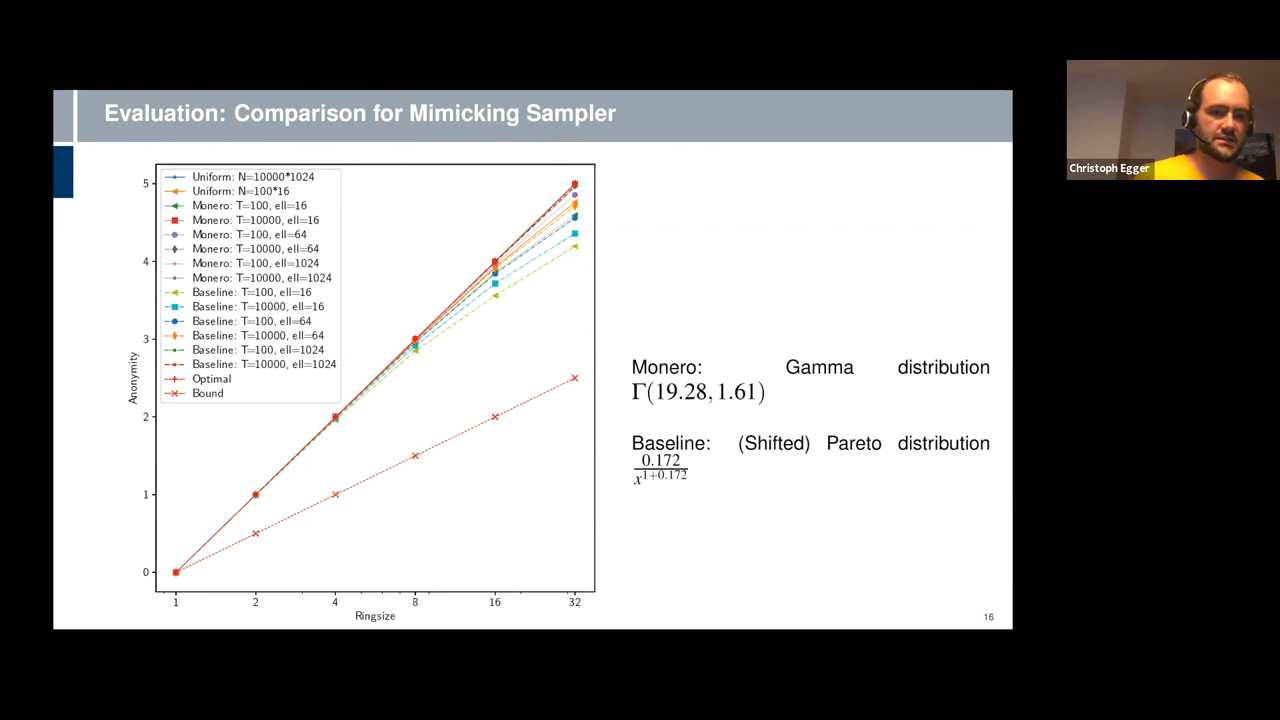 Evaluation: Comparison for Mimicking Sampler
Christoph Egger
Uniform: N=10000*1024
Uniform: N=100*16
Monero: T=100, ell=16
Monero: T=10000, ell=16
Monero: T=100, ell=64
Monero: T=10000, ell=64
Monero: T=100, ell=1024
Monero: T=10000, ell=1024
Baseline: T=100, ell=16
Baseline: T=10000, ell=16
Baseline: T=100, ell=64
Baseline: T=10000, ell=64
Baseline: T=100, ell=1024
Baseline: T=10000, ell=1024
Optimal
Bound
5
4
3
2
1
0
Anonymity
1 2 4 8 16 32
Ringsize
Monero: Gamma distribution
Γ(19.28, 1.61)
Baseline: (Shifted) Pareto distribution
0.172
x^{1+0.172}
16